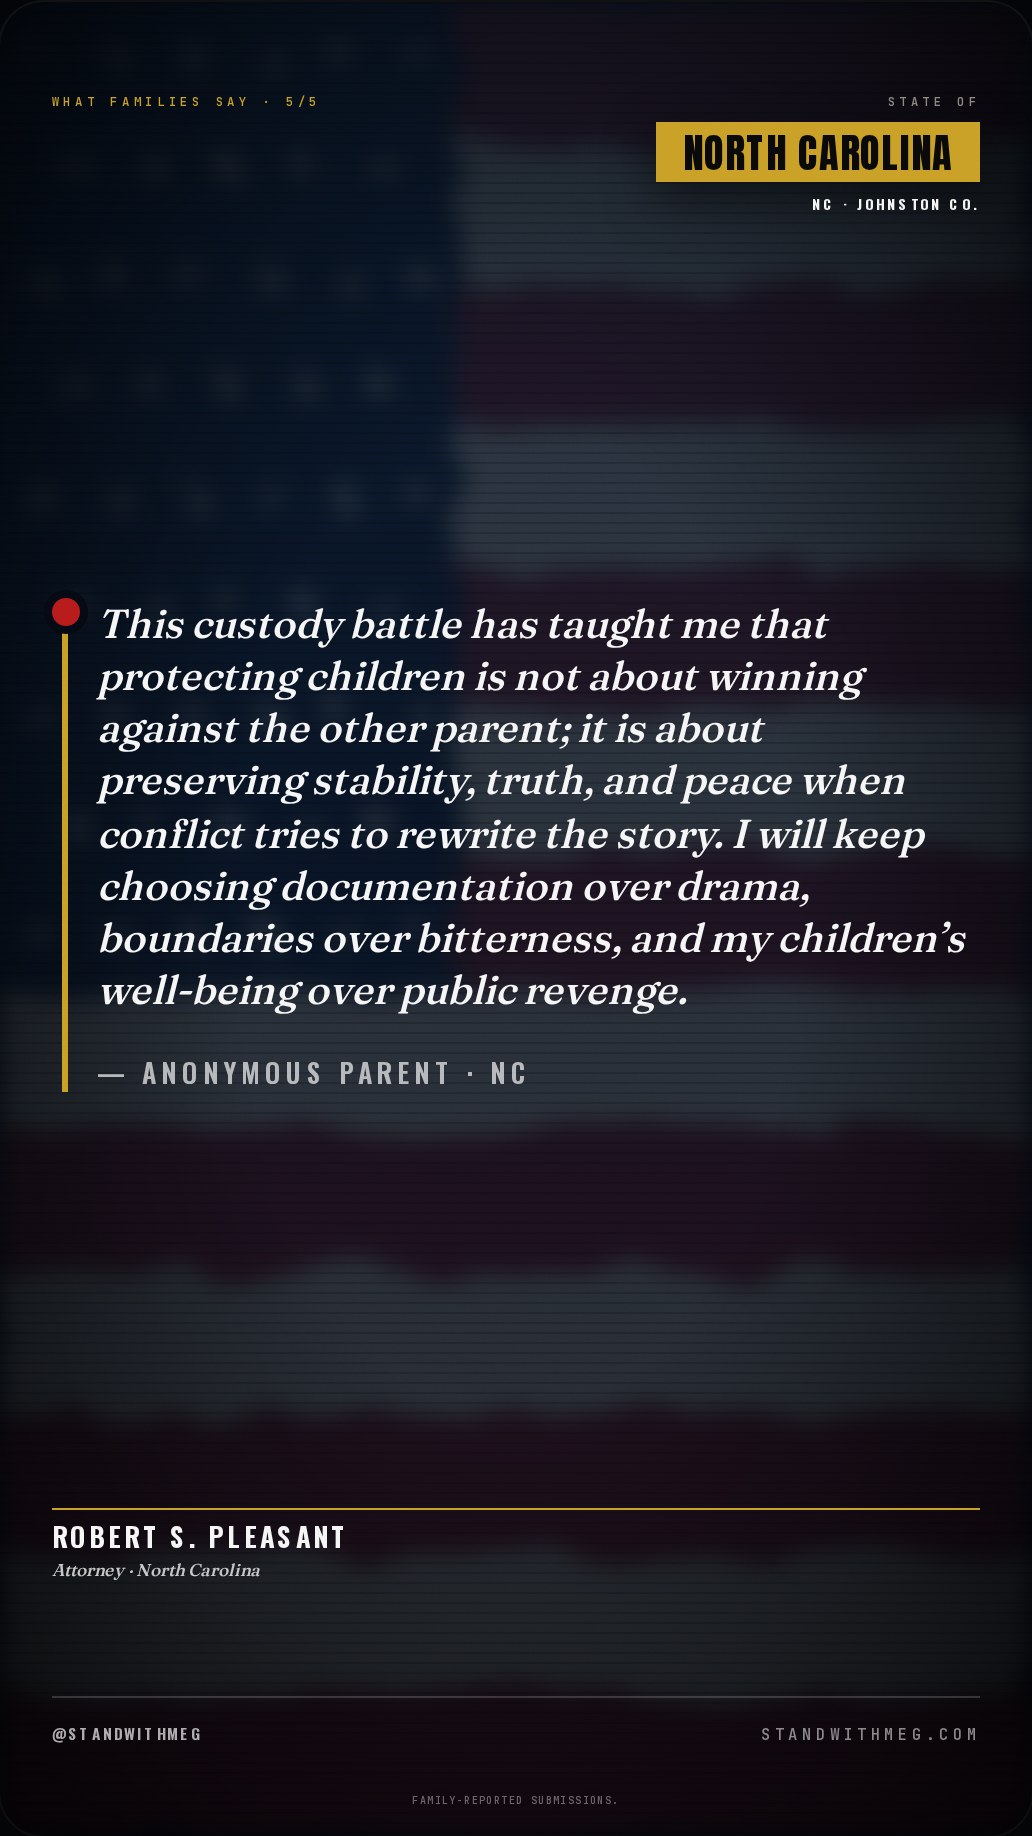 WHAT FAMILIES SAY · 5/5
STATE OF
NORTH CAROLINA
NC · JOHNSTON CO.
This custody battle has taught me that
protecting children is not about winning
against the other parent; it is about
preserving stability, truth, and peace when
conflict tries to rewrite the story. I will keep
choosing documentation over drama,
boundaries over bitterness, and my children’s
well-being over public revenge.
— ANONYMOUS PARENT · NC
ROBERT S. PLEASANT
Attorney · North Carolina
@STANDWITHMEG
STANDWITHMEG.COM
FAMILY-REPORTED SUBMISSIONS.